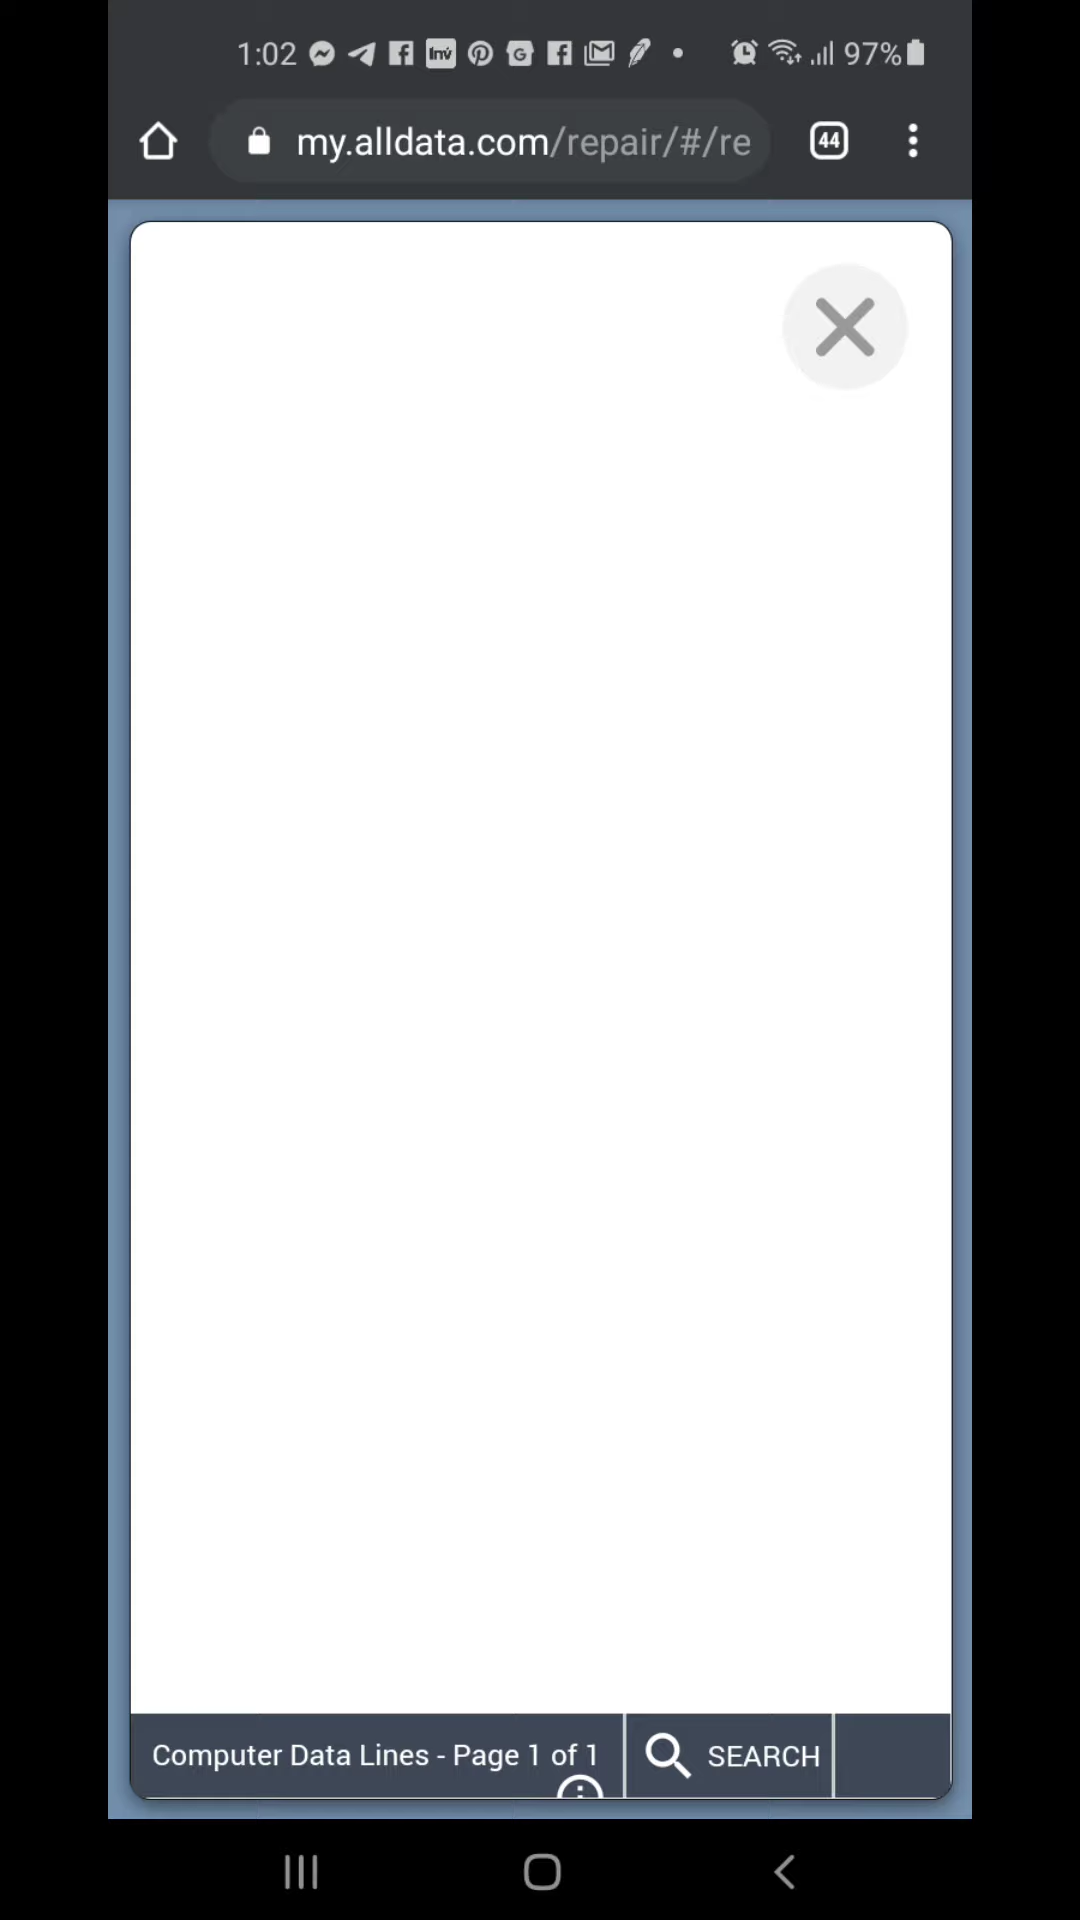 1:02 97%
my.alldata.com/repair/#/re 44
Computer Data Lines - Page 1 of 1 SEARCH